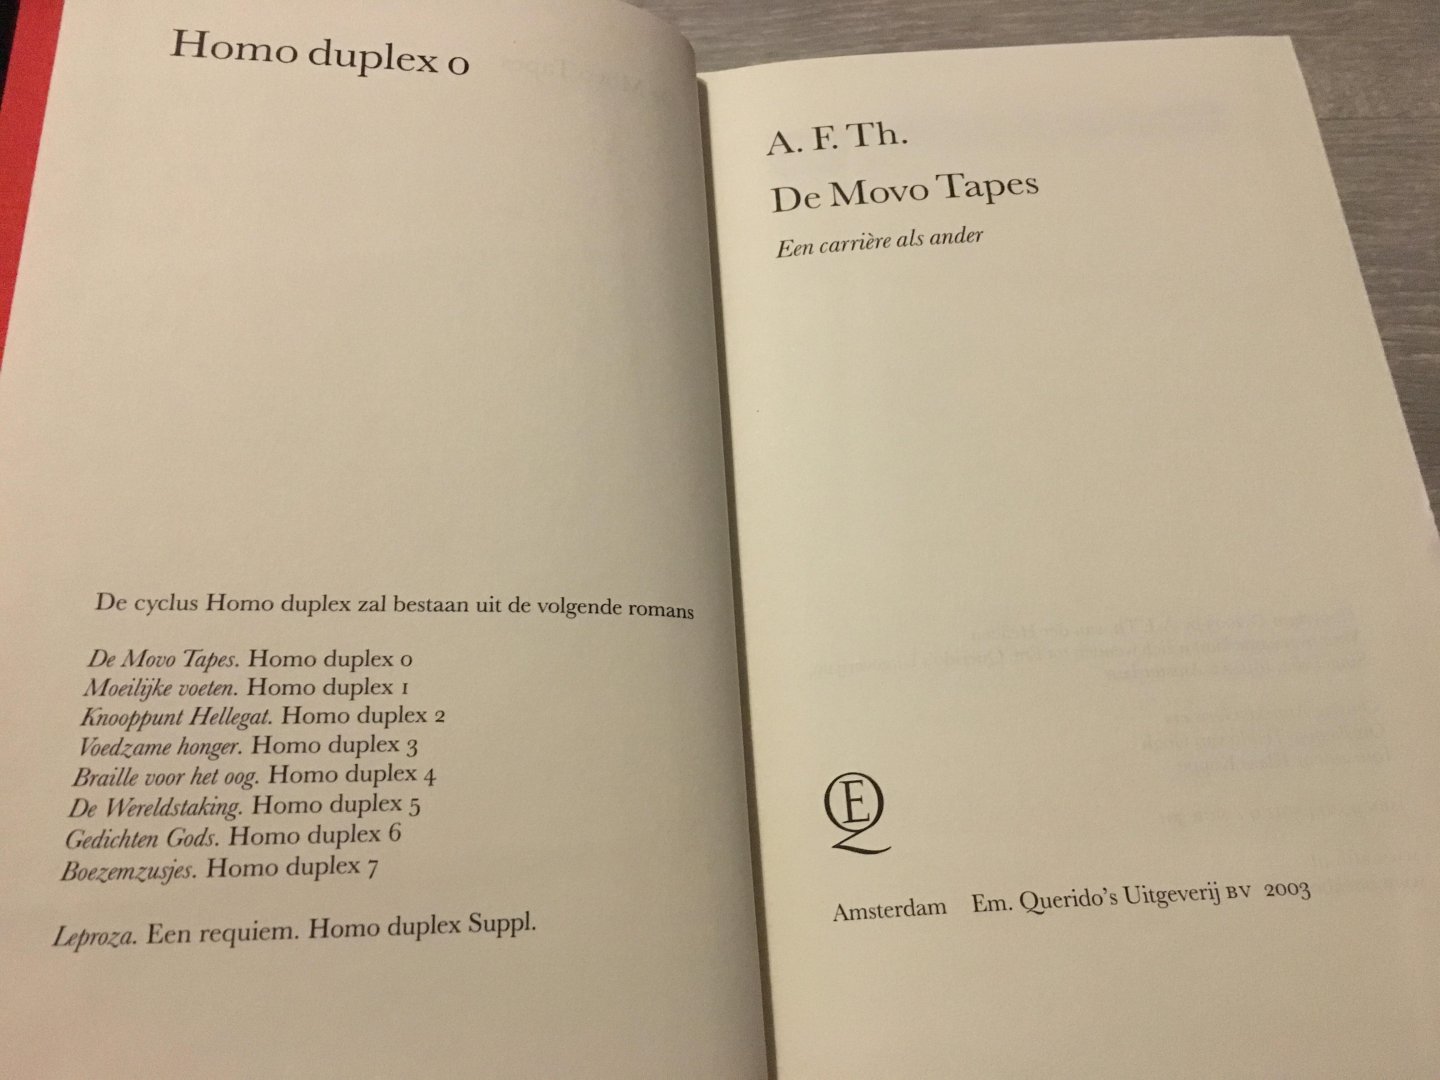 Homo duplex 0
De cyclus Homo duplex zal bestaan uit de volgende romans
De Movo Tapes. Homo duplex 0
Moeilijke voeten. Homo duplex 1
Knooppunt Hellegat. Homo duplex 2
Voedzame honger. Homo duplex 3
Braille voor het oog. Homo duplex 4
De Wereldstaking. Homo duplex 5
Gedichten Gods. Homo duplex 6
Boezemzusjes. Homo duplex 7
Leproza. Een requiem. Homo duplex Suppl.
A. F. Th.
De Movo Tapes
Een carrière als ander
EQ
Amsterdam Em. Querido's Uitgeverij BV 2003